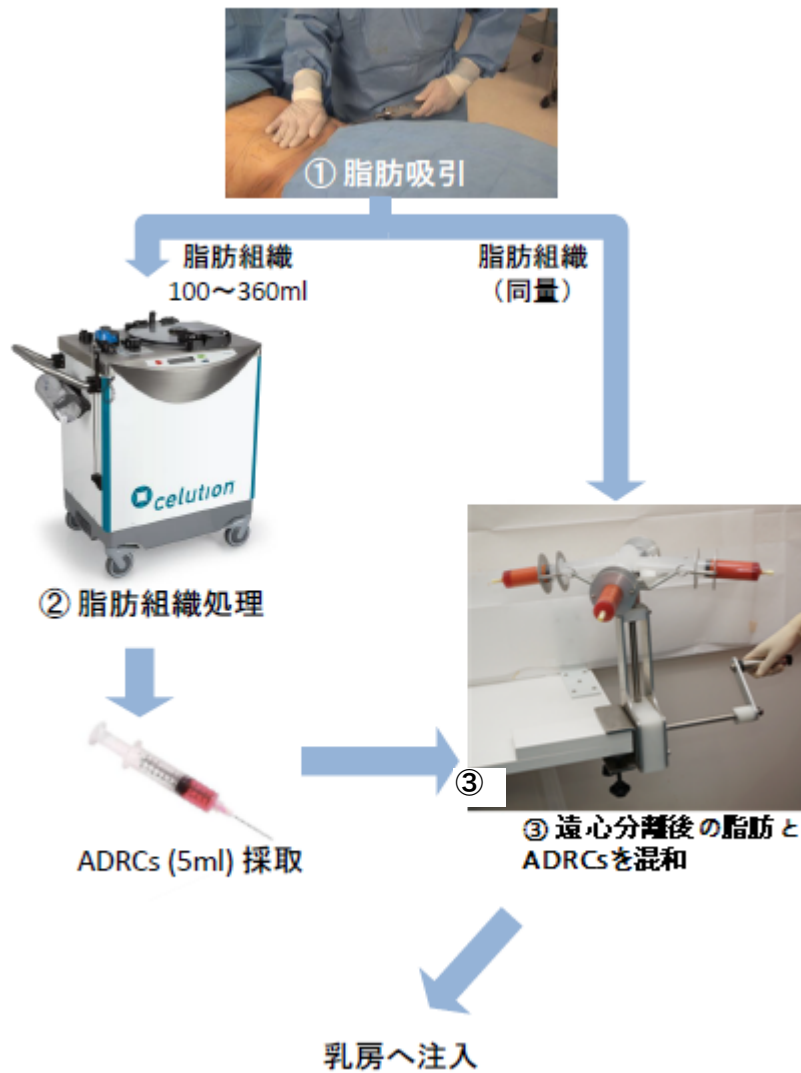 ① 脂肪吸引
脂肪組織
100～360ml
脂肪組織
（同量）
celution
② 脂肪組織処理
③
ADRCs (5ml) 採取
③ 遠心分離後の脂肪と
ADRCsを混和
乳房へ注入